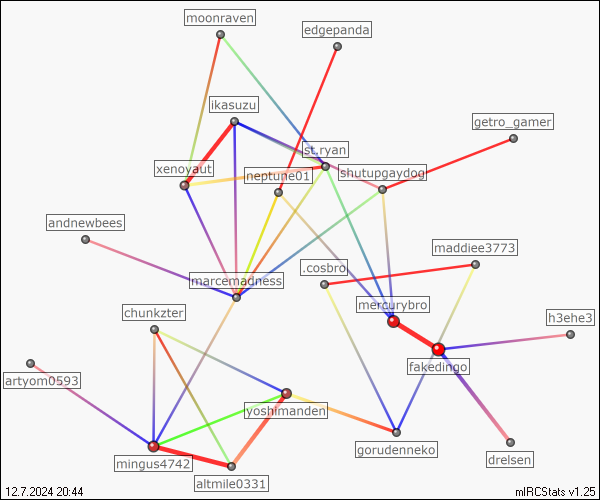 moonraven
edgepanda
ikasuzu
getro_gamer
st.ryan
xenoyaut
neptune01
shutupgaydog
andnewbees
maddiee3773
.cosbro
marcemadness
mercurybro
chunkzter
h3ehe3
fakedingo
artyom0593
yoshimanden
gorudenneko
drelsen
mingus4742
altmile0331
12.7.2024 20:44
mIRCStats v1.25